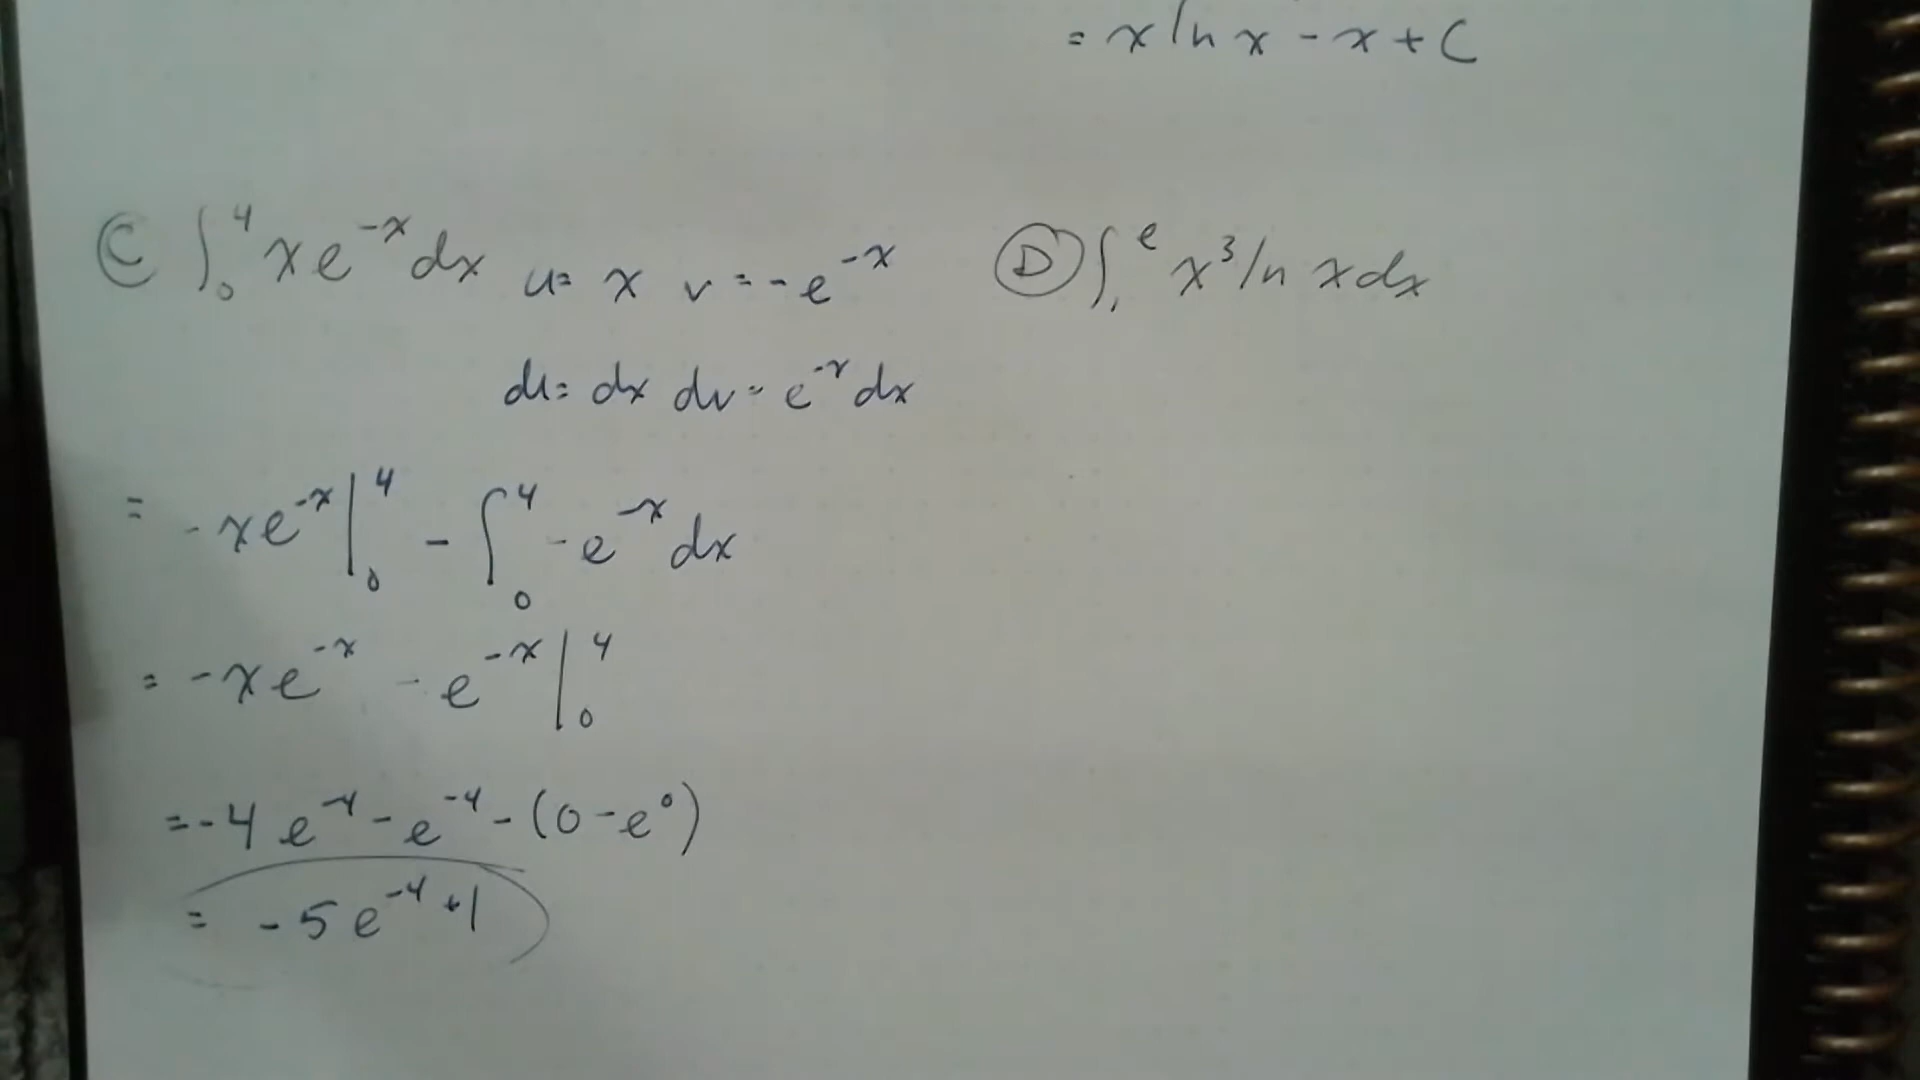 = x ln x - x + C
Ⓒ ∫₀⁴ xe⁻ˣ dx u = x v = -e⁻ˣ
du = dx dv = e⁻ˣ dx
= -xe⁻ˣ |₀⁴ - ∫₀⁴ -e⁻ˣ dx
= -xe⁻ˣ - e⁻ˣ |₀⁴
= -4e⁻⁴ - e⁻⁴ - (0 - e⁰)
= -5e⁻⁴ + 1
Ⓓ ∫₁ᵉ x³ ln x dx